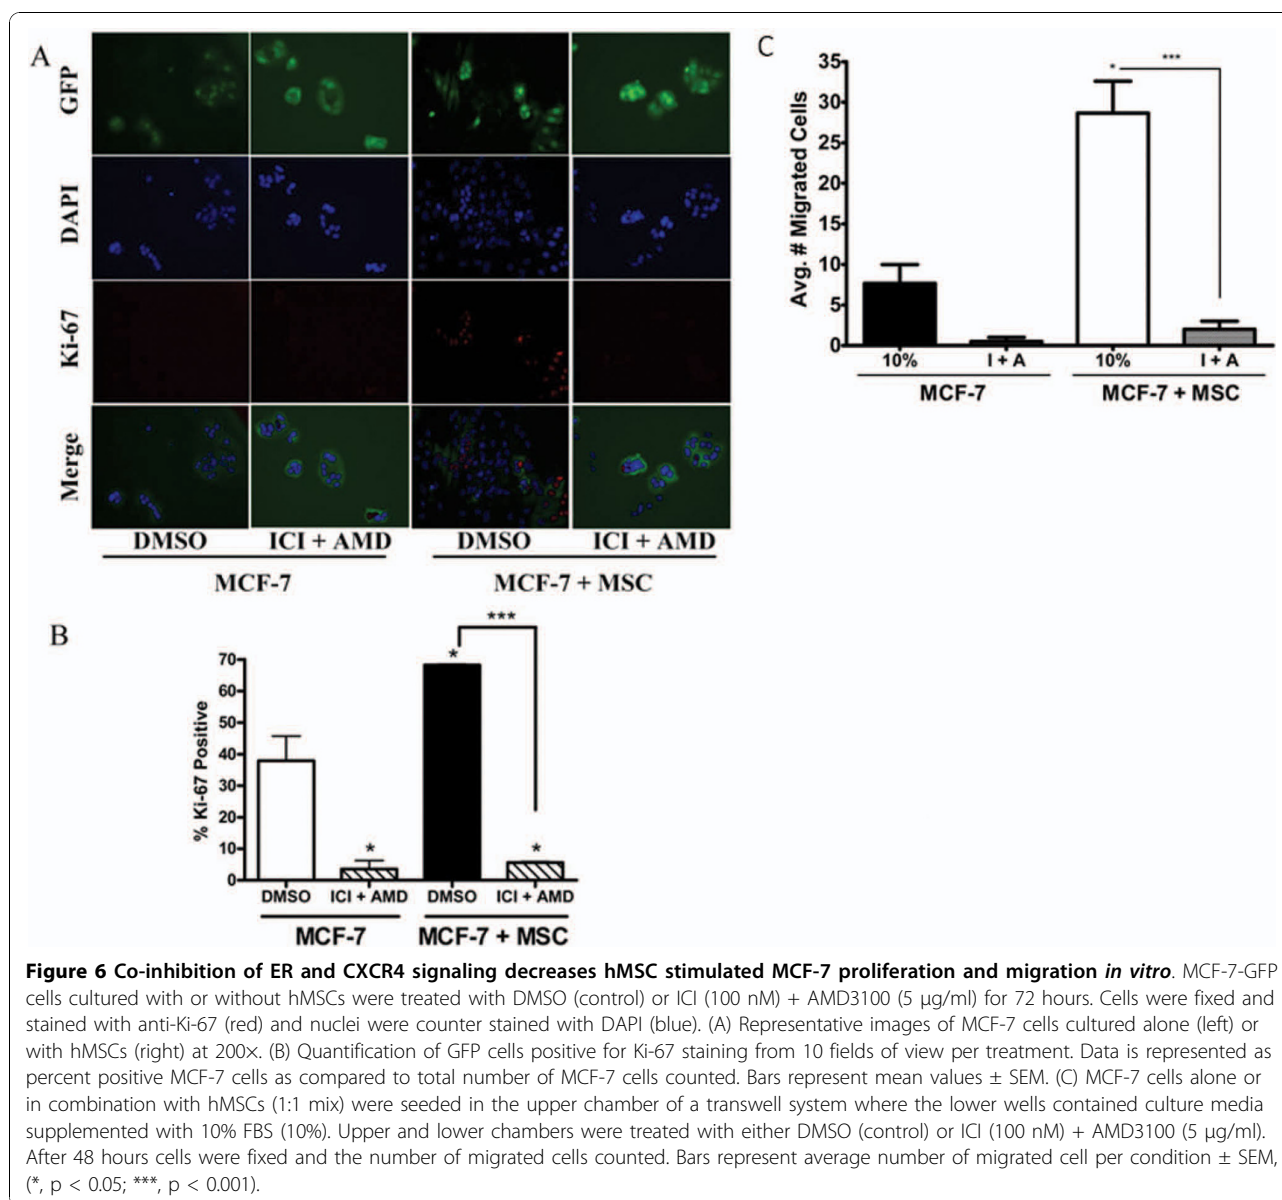 A
GFP
DAPI
Ki-67
Merge
DMSO ICI + AMD DMSO ICI + AMD
MCF-7 MCF-7 + MSC
C
Avg. # Migrated Cells
35
30
25
20
15
10
5
0
* ***
10% I + A 10% I + A
MCF-7 MCF-7 + MSC
B
% Ki-67 Positive
70
60
50
40
30
20
10
0
***
* * *
DMSO ICI + AMD DMSO ICI + AMD
MCF-7 MCF-7 + MSC
Figure 6 Co-inhibition of ER and CXCR4 signaling decreases hMSC stimulated MCF-7 proliferation and migration in vitro. MCF-7-GFP
cells cultured with or without hMSCs were treated with DMSO (control) or ICI (100 nM) + AMD3100 (5 μg/ml) for 72 hours. Cells were fixed and
stained with anti-Ki-67 (red) and nuclei were counter stained with DAPI (blue). (A) Representative images of MCF-7 cells cultured alone (left) or
with hMSCs (right) at 200×. (B) Quantification of GFP cells positive for Ki-67 staining from 10 fields of view per treatment. Data is represented as
percent positive MCF-7 cells as compared to total number of MCF-7 cells counted. Bars represent mean values ± SEM. (C) MCF-7 cells alone or
in combination with hMSCs (1:1 mix) were seeded in the upper chamber of a transwell system where the lower wells contained culture media
supplemented with 10% FBS (10%). Upper and lower chambers were treated with either DMSO (control) or ICI (100 nM) + AMD3100 (5 μg/ml).
After 48 hours cells were fixed and the number of migrated cells counted. Bars represent average number of migrated cell per condition ± SEM,
(*, p < 0.05; ***, p < 0.001).